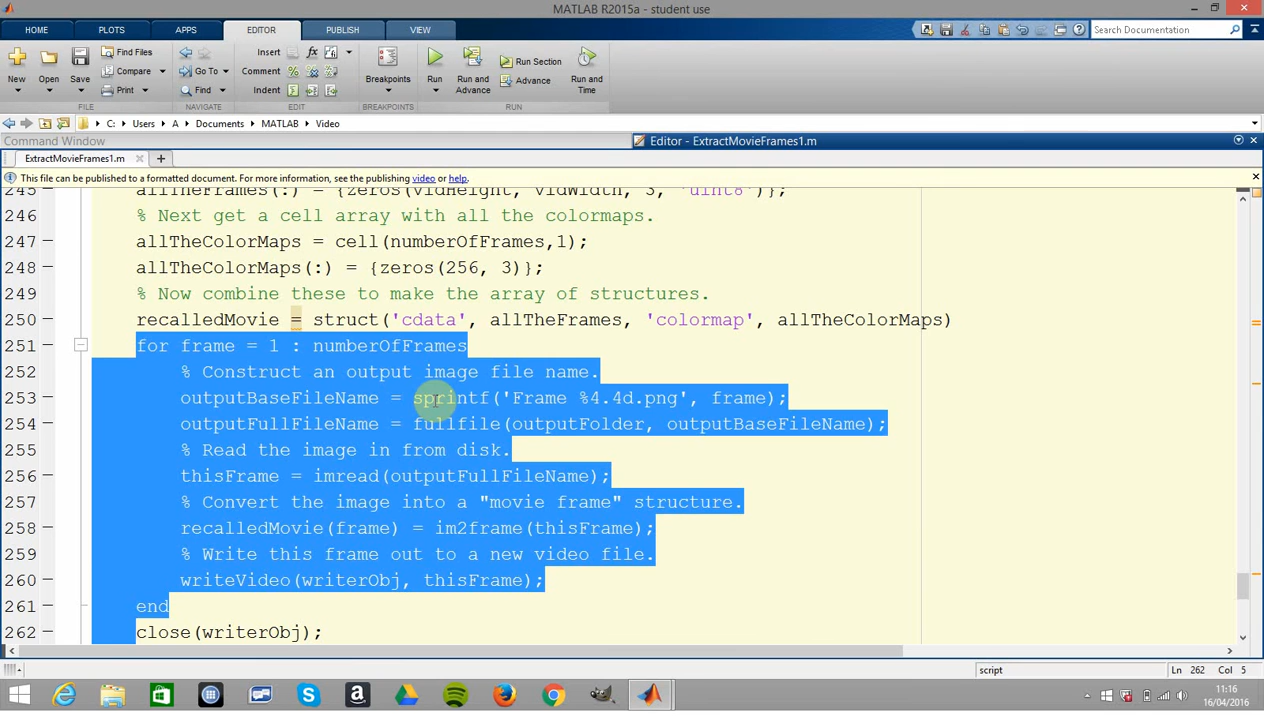 MATLAB R2015a - student use
HOME PLOTS APPS EDITOR PUBLISH VIEW Search Documentation
New Open Save Find Files Compare Print Go To Find Insert Comment Indent fx Breakpoints Run Run and Advance Run Section Advance Run and Time
FILE NAVIGATE EDIT BREAKPOINTS RUN
C: Users A Documents MATLAB Video
Command Window
Editor - ExtractMovieFrames1.m
ExtractMovieFrames1.m
This file can be published to a formatted document. For more information, see the publishing video or help.
245 allTheFrames(:) = {zeros(vidHeight, vidWidth, 3, 'uint8')};
246 % Next get a cell array with all the colormaps.
247 allTheColorMaps = cell(numberOfFrames,1);
248 allTheColorMaps(:) = {zeros(256, 3)};
249 % Now combine these to make the array of structures.
250 recalledMovie = struct('cdata', allTheFrames, 'colormap', allTheColorMaps)
251 for frame = 1 : numberOfFrames
252 % Construct an output image file name.
253 outputBaseFileName = sprintf('Frame %4.4d.png', frame);
254 outputFullFileName = fullfile(outputFolder, outputBaseFileName);
255 % Read the image in from disk.
256 thisFrame = imread(outputFullFileName);
257 % Convert the image into a "movie frame" structure.
258 recalledMovie(frame) = im2frame(thisFrame);
259 % Write this frame out to a new video file.
260 writeVideo(writerObj, thisFrame);
261 end
262 close(writerObj);
script Ln 262 Col 5
11:16
16/04/2016